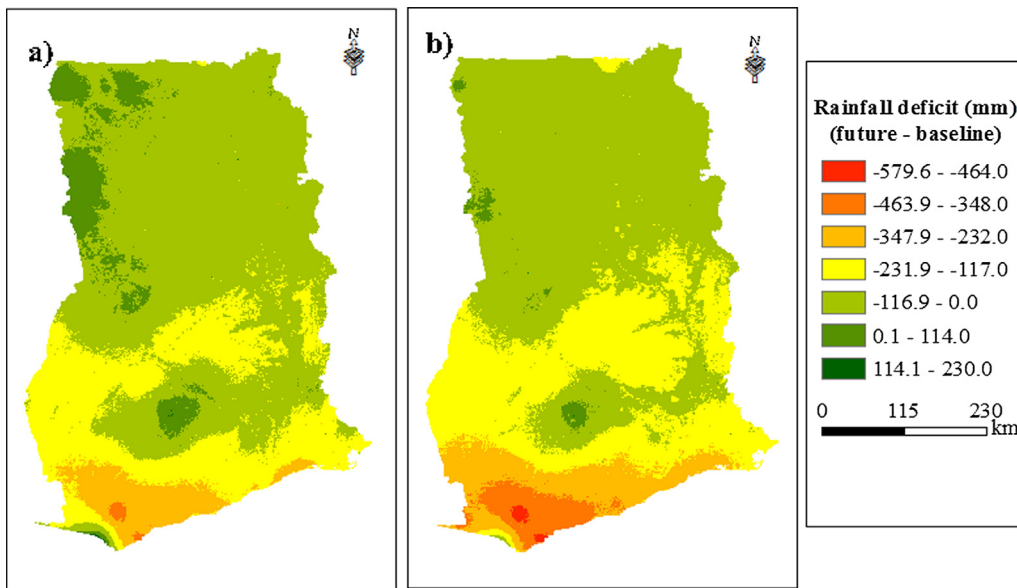 a)
N
b)
N
Rainfall deficit (mm)
(future - baseline)
-579.6 - -464.0
-463.9 - -348.0
-347.9 - -232.0
-231.9 - -117.0
-116.9 - 0.0
0.1 - 114.0
114.1 - 230.0
0 115 230
km